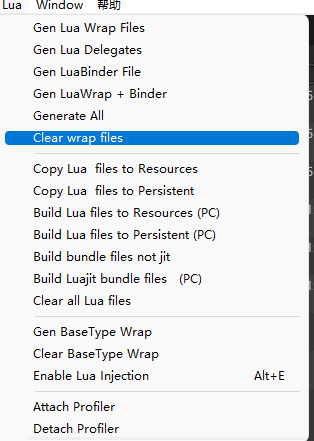 Lua Window 帮助
Gen Lua Wrap Files
Gen Lua Delegates
Gen LuaBinder File
Gen LuaWrap + Binder
Generate All
Clear wrap files
Copy Lua  files to Resources
Copy Lua  files to Persistent
Build Lua files to Resources (PC)
Build Lua files to Persistent (PC)
Build bundle files not jit
Build Luajit bundle files   (PC)
Clear all Lua files
Gen BaseType Wrap
Clear BaseType Wrap
Enable Lua Injection Alt+E
Attach Profiler
Detach Profiler